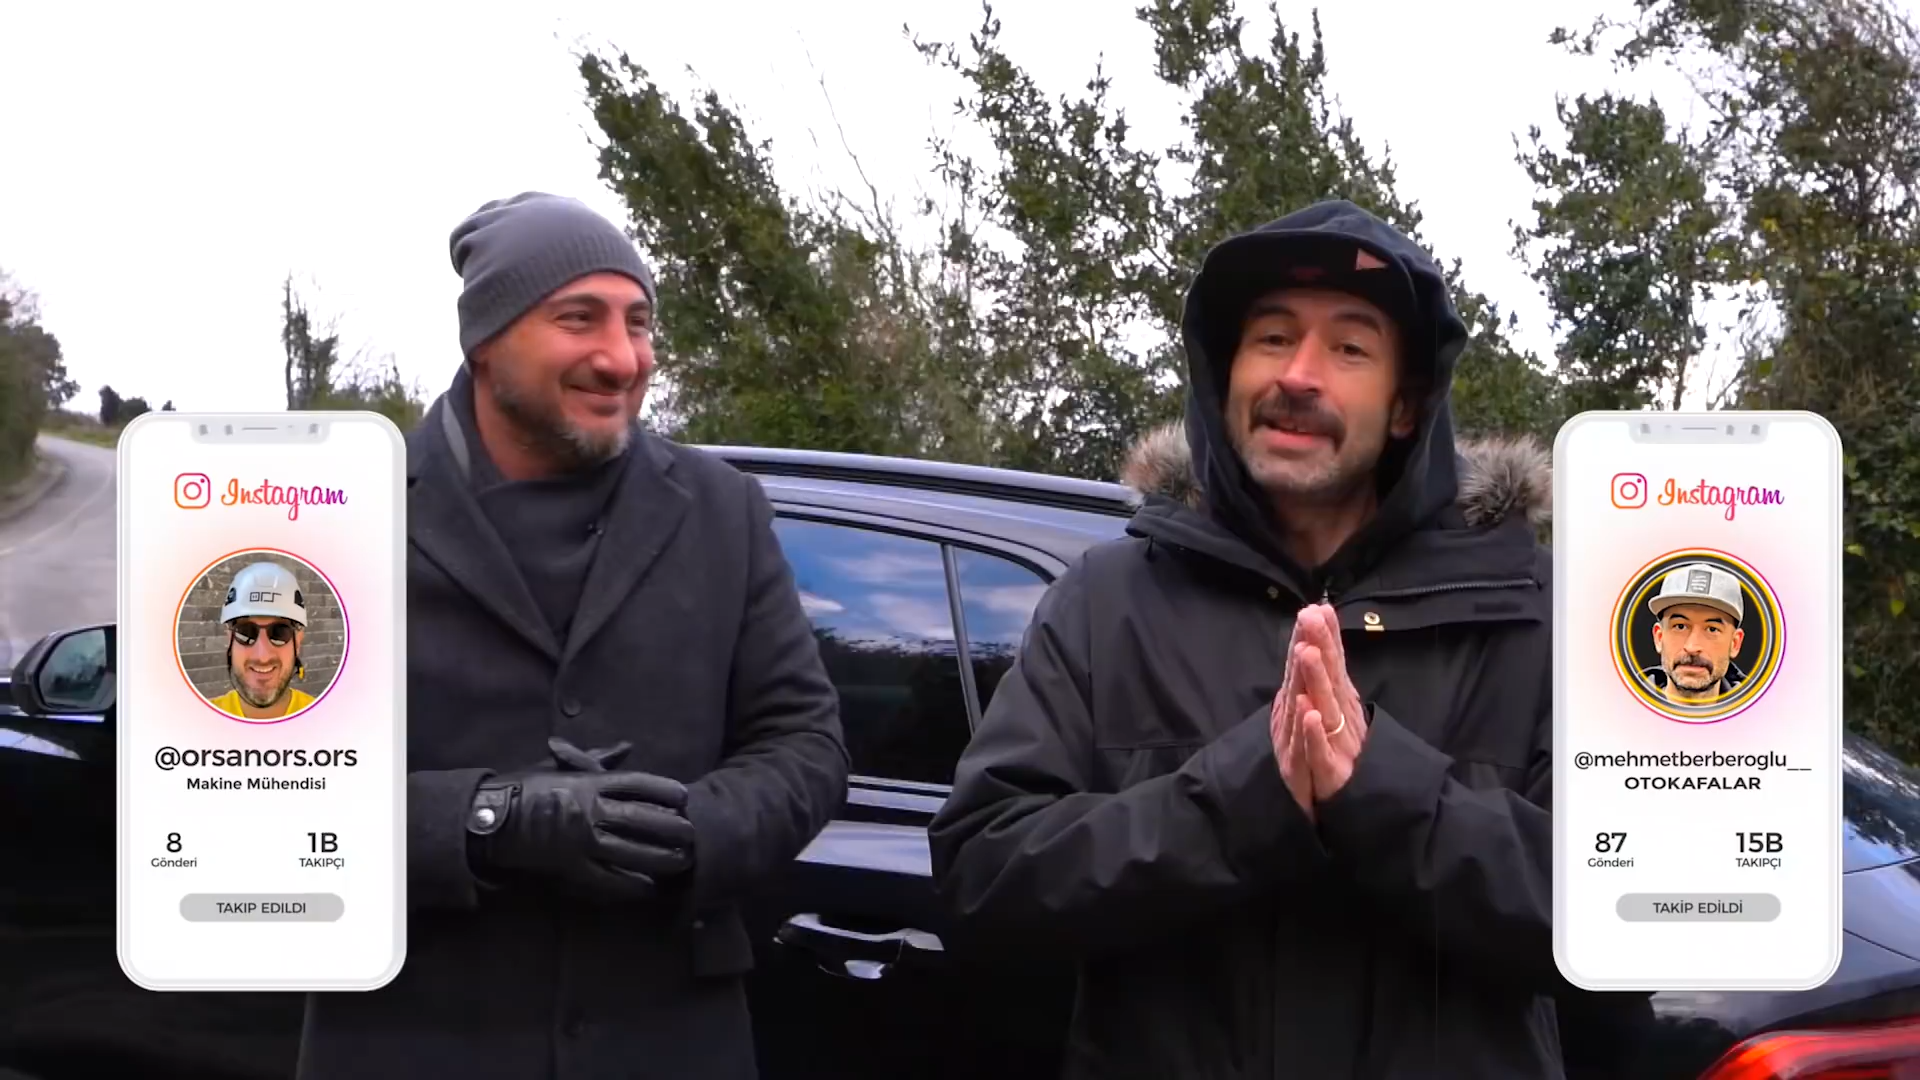 Instagram
@orsanors.ors
Makine Mühendisi
8
Gönderi
1B
TAKIPÇI
TAKIP EDILDI
Instagram
@mehmetberberoglu__
OTOKAFALAR
87
Gönderi
15B
TAKIPÇI
TAKİP EDİLDİ